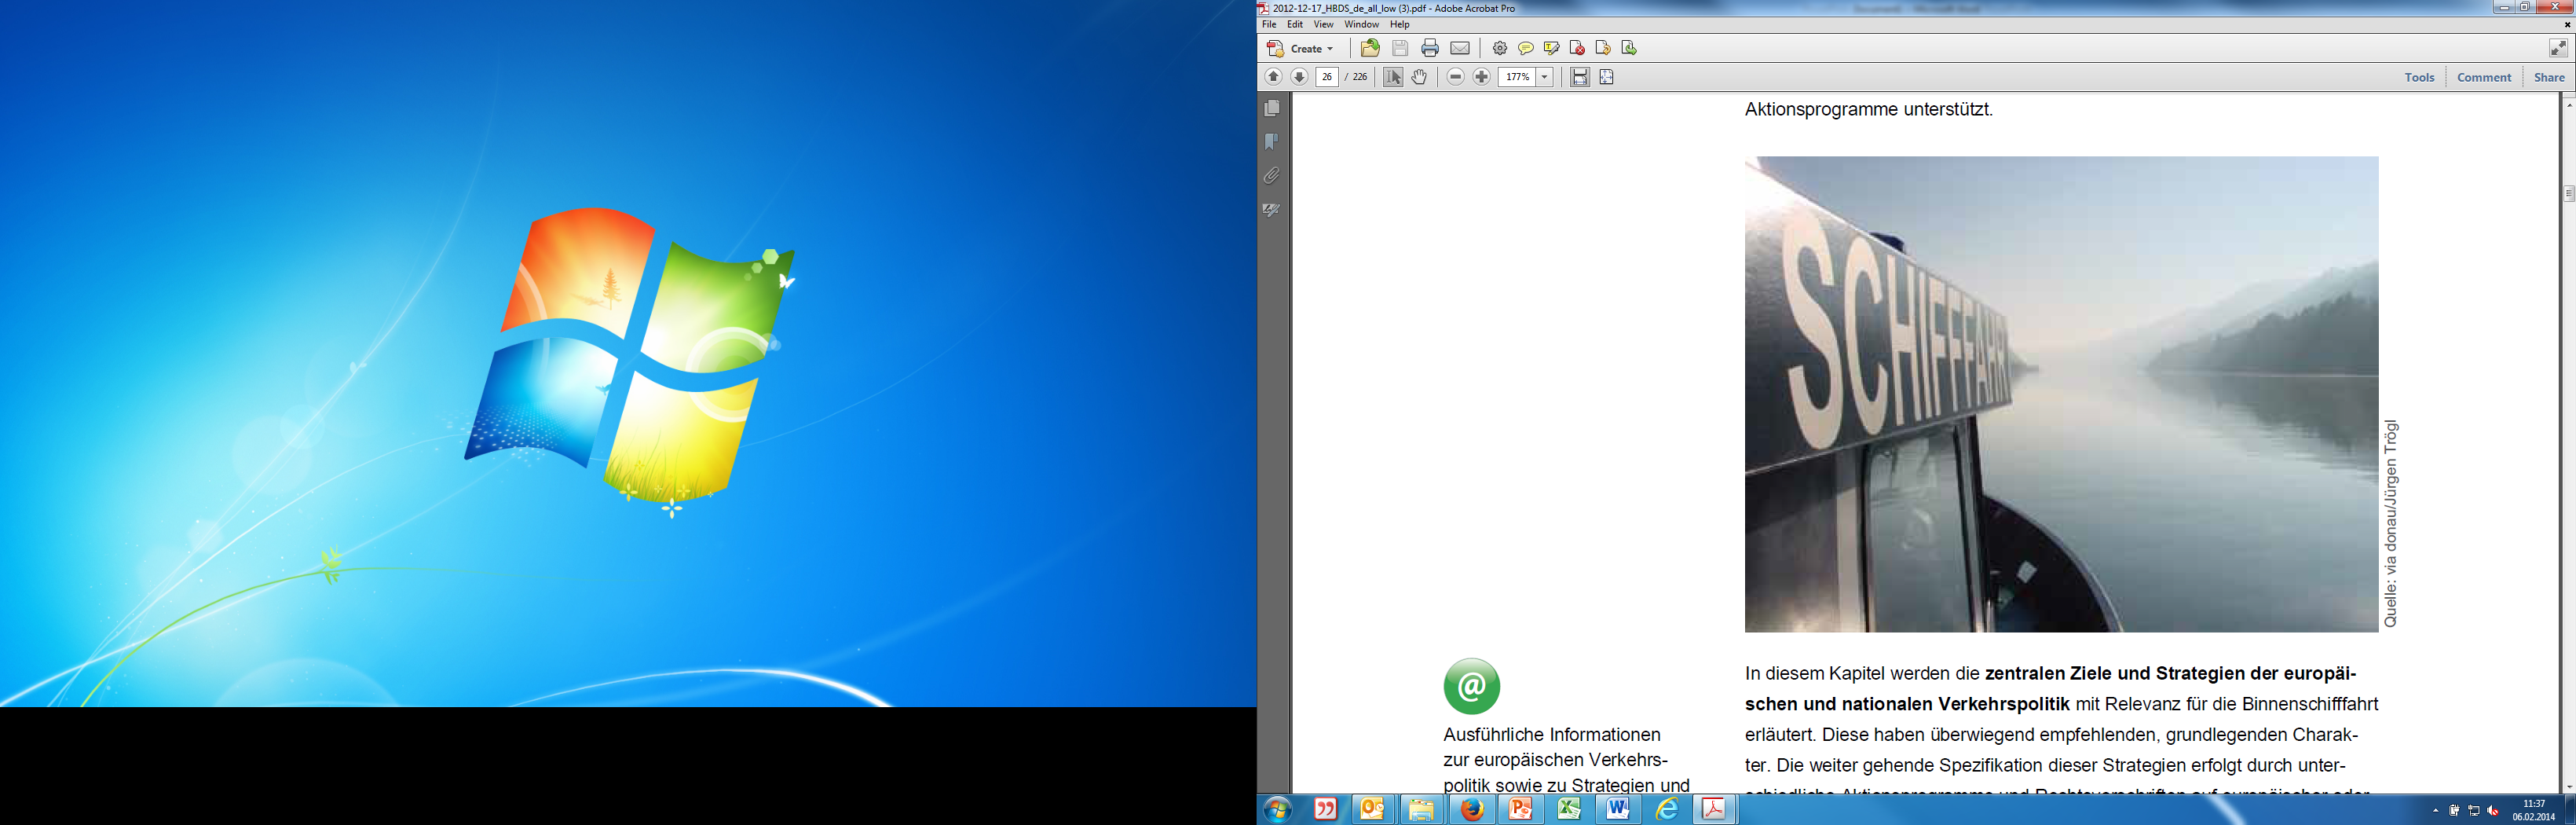 2012-12-17_HBDS_de_all_low (3).pdf - Adobe Acrobat Pro
File Edit View Window Help
Create
26 / 226
177%
Tools Comment Share
Aktionsprogramme unterstützt.
SCHIFFFAHR
Quelle: via donau/Jürgen Trögl
In diesem Kapitel werden die zentralen Ziele und Strategien der europäi-
schen und nationalen Verkehrspolitik mit Relevanz für die Binnenschifffahrt
erläutert. Diese haben überwiegend empfehlenden, grundlegenden Charak-
ter. Die weiter gehende Spezifikation dieser Strategien erfolgt durch unter-
@
Ausführliche Informationen
zur europäischen Verkehrs-
politik sowie zu Strategien und
11:37
06.02.2014